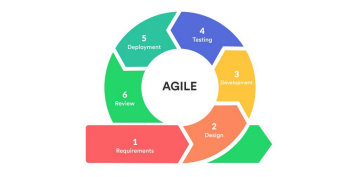 AGILE
1
Requirements
2
Design
3
Development
4
Testing
5
Deployment
6
Review